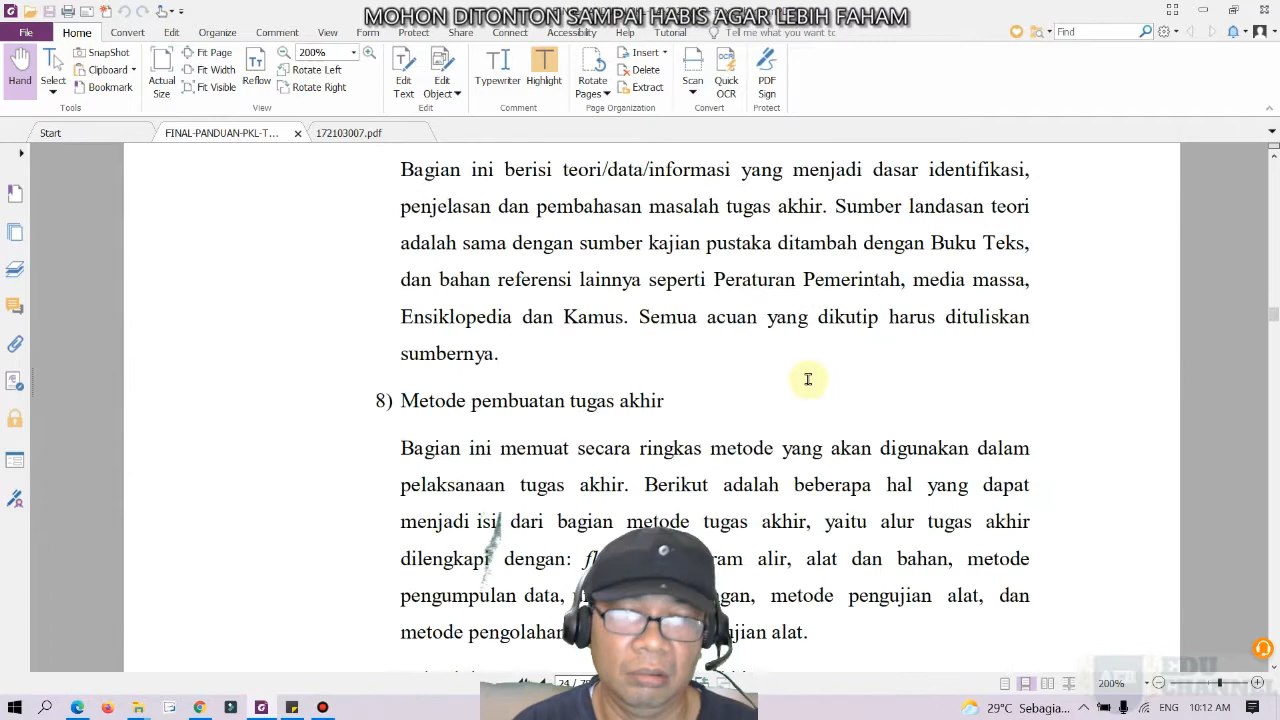 MOHON DITONTON SAMPAI HABIS AGAR LEBIH FAHAM
File Home Convert Edit Organize Comment View Form Protect Share Connect Accessibility Help Tutorial Tell me what you want to do... Find
SnapShot Clipboard Bookmark
Hand Select
Actual Size
Fit Page Fit Width Fit Visible
Reflow
200%
Rotate Left Rotate Right
Edit Text Edit Object
Typewriter Highlight
Rotate Pages
Insert Delete Extract
Scan Quick OCR PDF Sign
Tools View Edit Comment Page Organization Convert Protect
Start FINAL-PANDUAN-PKL-T... 172103007.pdf
Bagian ini berisi teori/data/informasi yang menjadi dasar identifikasi,
penjelasan dan pembahasan masalah tugas akhir. Sumber landasan teori
adalah sama dengan sumber kajian pustaka ditambah dengan Buku Teks,
dan bahan referensi lainnya seperti Peraturan Pemerintah, media massa,
Ensiklopedia dan Kamus. Semua acuan yang dikutip harus dituliskan
sumbernya.
8) Metode pembuatan tugas akhir
Bagian ini memuat secara ringkas metode yang akan digunakan dalam
pelaksanaan tugas akhir. Berikut adalah beberapa hal yang dapat
menjadi isi dari bagian metode tugas akhir, yaitu alur tugas akhir
dilengkapi dengan: alir, alat dan bahan, metode
pengumpulan data, metode pengujian alat, dan
metode alat.
200%
29°C Sebagia... 10:12 AM